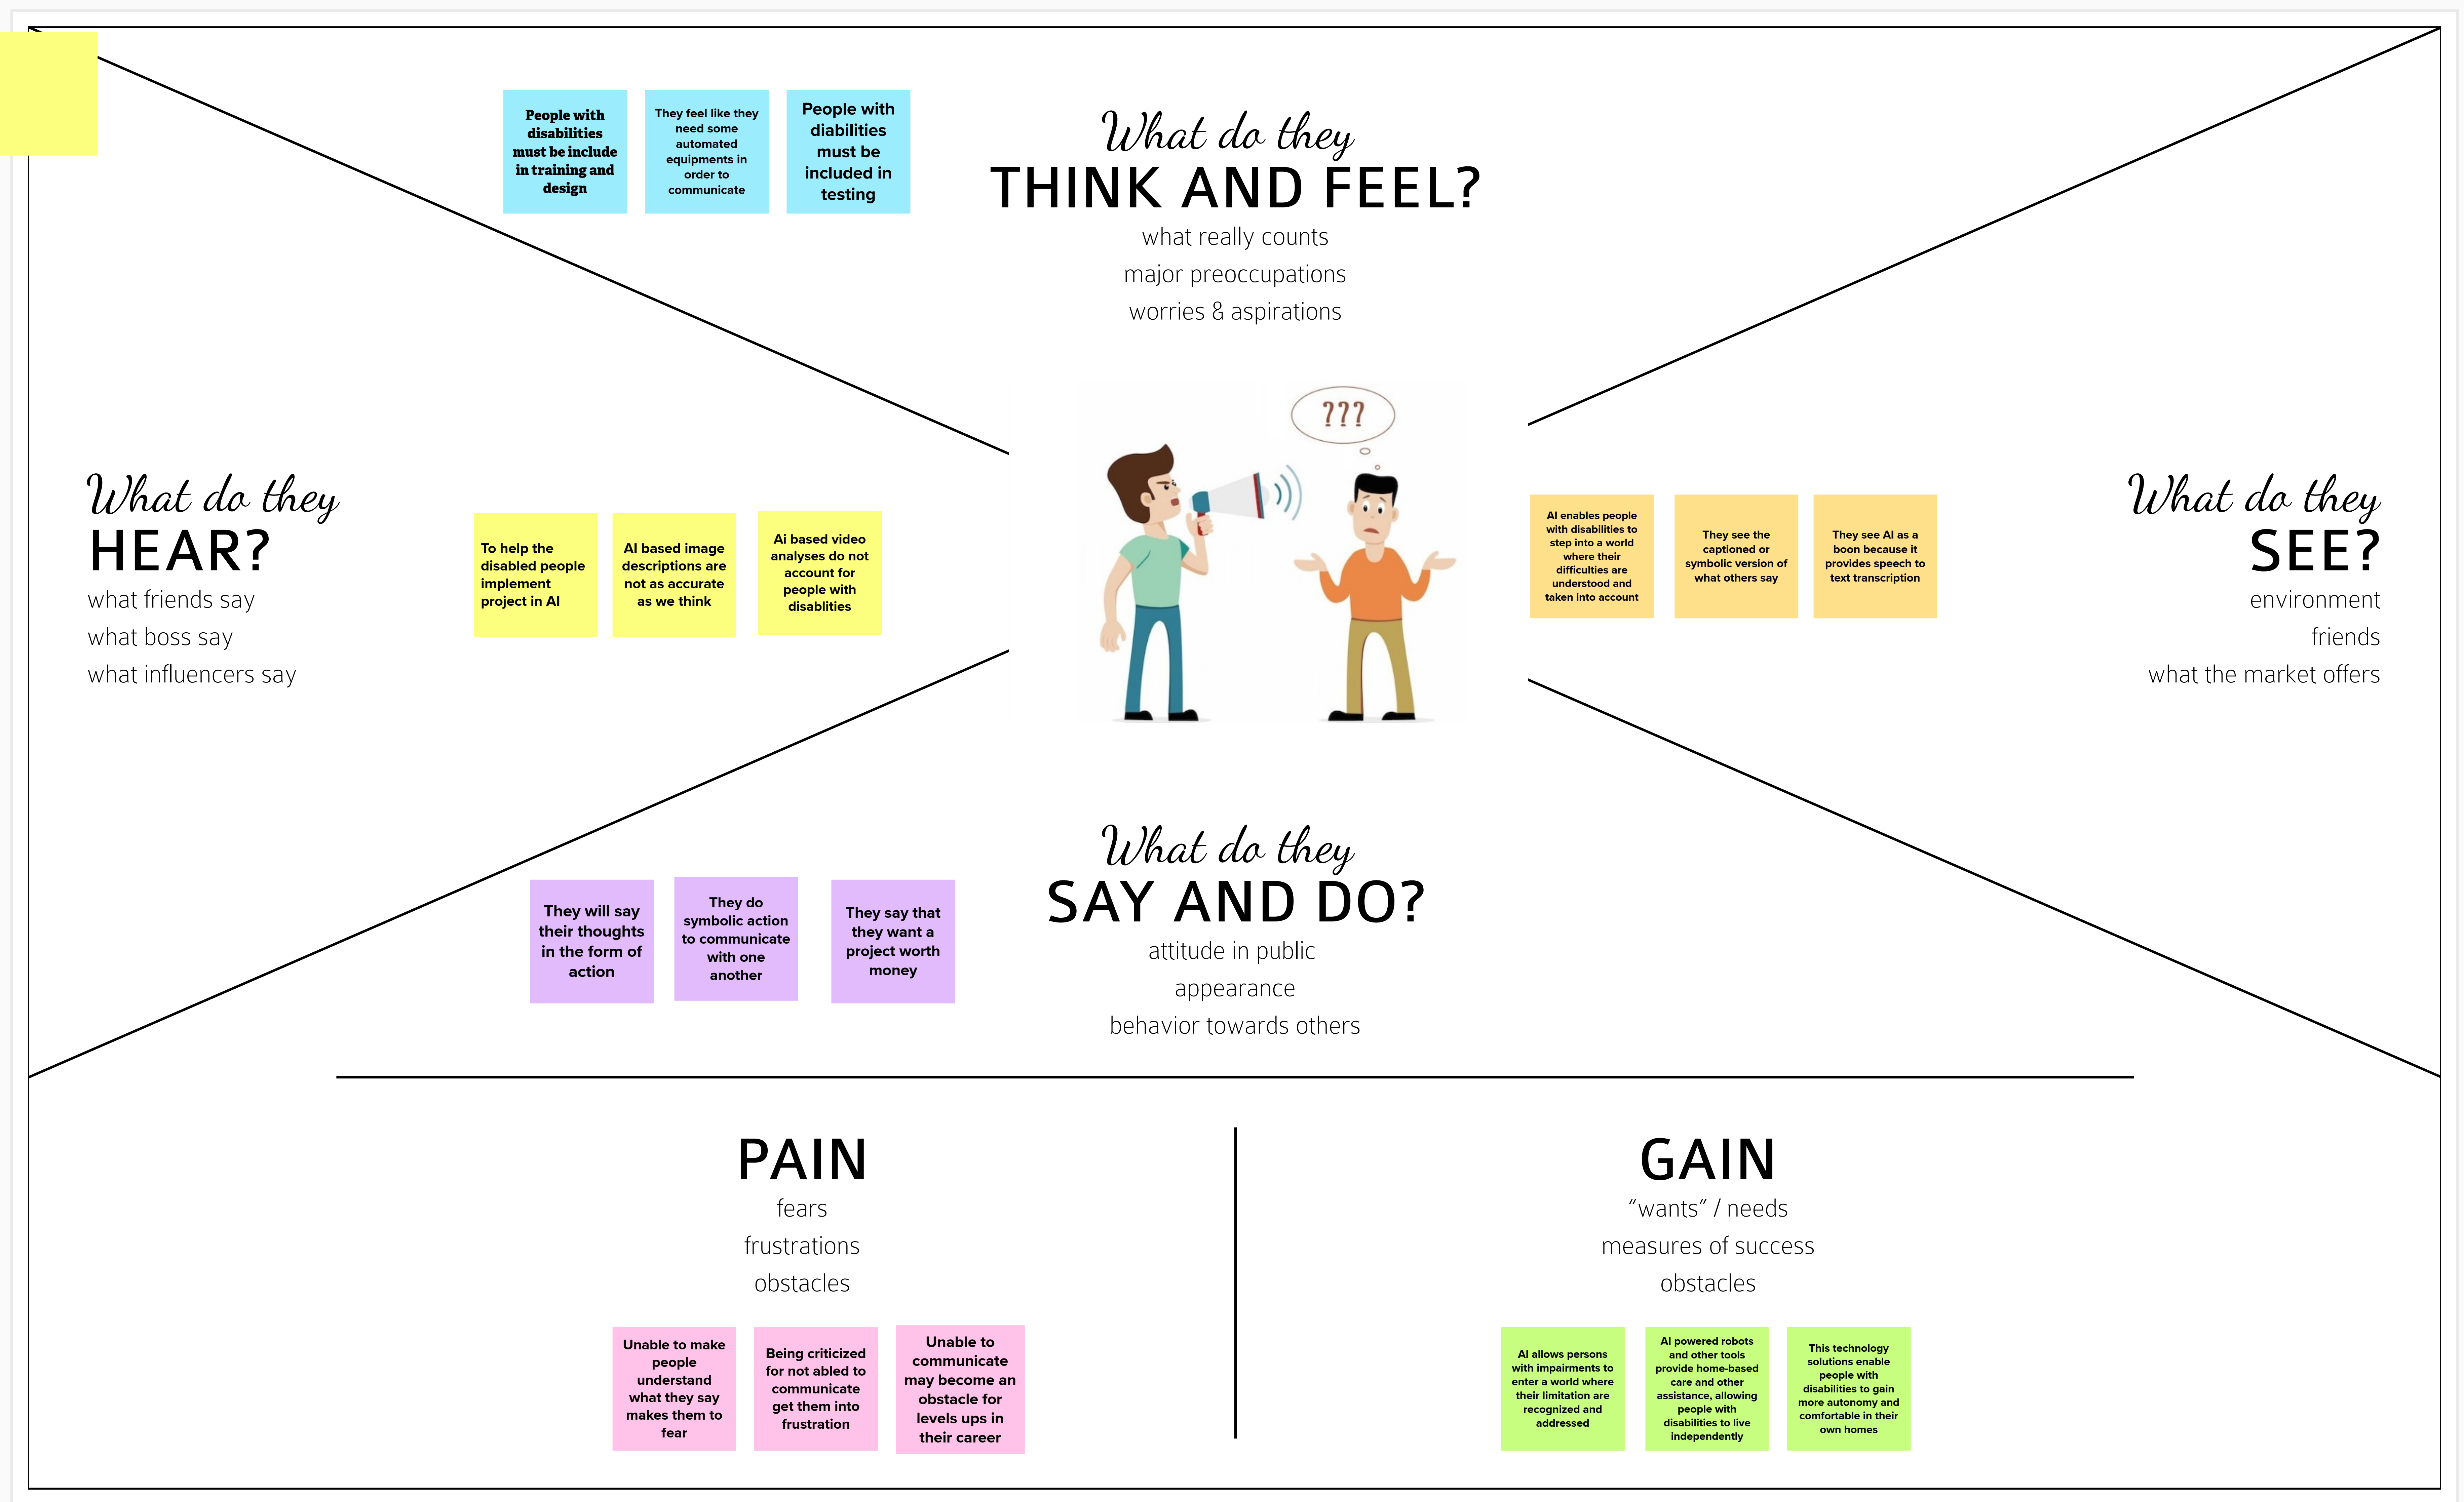 People with
disabilities
must be include
in training and
design
They feel like they
need some
automated
equipments in
order to
communicate
People with
diabilities
must be
included in
testing
What do they
THINK AND FEEL?
what really counts
major preoccupations
worries & aspirations
???
What do they
HEAR?
what friends say
what boss say
what influencers say
To help the
disabled people
implement
project in AI
AI based image
descriptions are
not as accurate
as we think
Ai based video
analyses do not
account for
people with
disablities
AI enables people
with disabilities to
step into a world
where their
difficulties are
understood and
taken into account
They see the
captioned or
symbolic version of
what others say
They see AI as a
boon because it
provides speech to
text transcription
What do they
SEE?
environment
friends
what the market offers
They will say
their thoughts
in the form of
action
They do
symbolic action
to communicate
with one
another
They say that
they want a
project worth
money
What do they
SAY AND DO?
attitude in public
appearance
behavior towards others
PAIN
fears
frustrations
obstacles
Unable to make
people
understand
what they say
makes them to
fear
Being criticized
for not abled to
communicate
get them into
frustration
Unable to
communicate
may become an
obstacle for
levels ups in
their career
GAIN
“wants” / needs
measures of success
obstacles
AI allows persons
with impairments to
enter a world where
their limitation are
recognized and
addressed
AI powered robots
and other tools
provide home-based
care and other
assistance, allowing
people with
disabilities to live
independently
This technology
solutions enable
people with
disabilities to gain
more autonomy and
comfortable in their
own homes